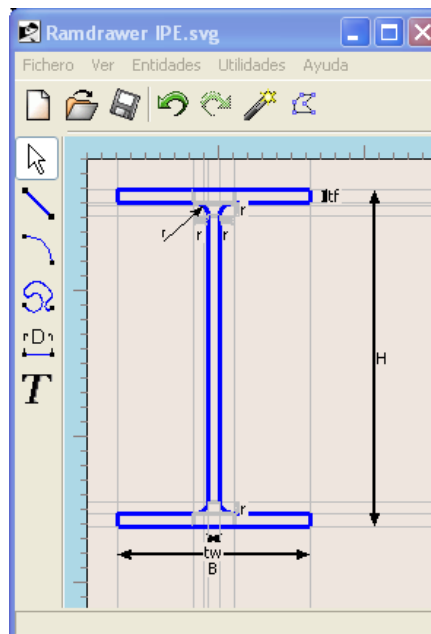 Ramdrawer IPE.svg
Fichero Ver Entidades Utilidades Ayuda
tf
r
r
r r
H
D
T
r
tw
B